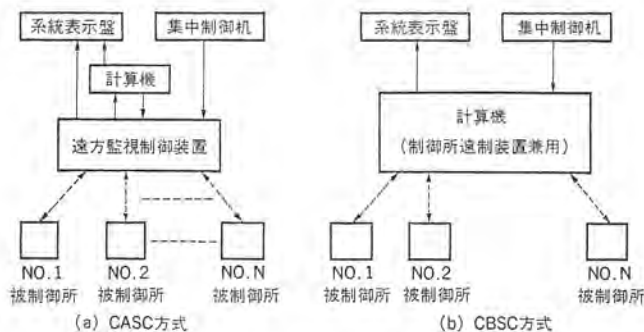 系統表示盤
集中制御机
計算機
遠方監視制御装置
NO.1
被制御所
NO.2
被制御所
NO.N
被制御所
(a) CASC方式
系統表示盤
集中制御机
計算機
(制御所遠制装置兼用)
NO.1
被制御所
NO.2
被制御所
NO.N
被制御所
(b) CBSC方式